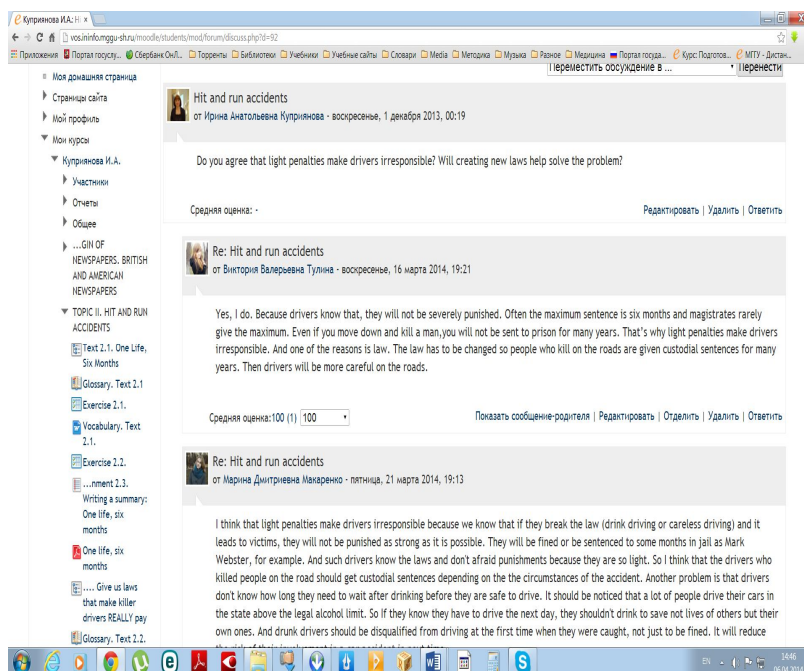 Куприянова И.А.: Hi
vos.ininfo.mggu-sh.ru/moodle/students/mod/forum/discuss.php?d=92
Приложения Портал госуслу... Сбербанк ОнЛ... Торренты Библиотеки Учебники Учебные сайты Словари Media Методика Музыка Разное Медицина Портал госуда... Курс: Подготов... МГГУ - Дистан...
Переместить обсуждение в ... Перенести
Моя домашняя страница
Страницы сайта
Мой профиль
Мои курсы
Куприянова И.А.
Участники
Отчеты
Общее
...GIN OF
NEWSPAPERS. BRITISH
AND AMERICAN
NEWSPAPERS
TOPIC II. HIT AND RUN
ACCIDENTS
Text 2.1. One Life,
Six Months
Glossary. Text 2.1
Exercise 2.1.
Vocabulary. Text
2.1.
Exercise 2.2.
...nment 2.3.
Writing a summary:
One life, six
months
One life, six
months
.... Give us laws
that make killer
drivers REALLY pay
Glossary. Text 2.2.
Hit and run accidents
от Ирина Анатольевна Куприянова - воскресенье, 1 декабря 2013, 00:19
Do you agree that light penalties make drivers irresponsible? Will creating new laws help solve the problem?
Средняя оценка: - Редактировать | Удалить | Ответить
Re: Hit and run accidents
от Виктория Валерьевна Тулина - воскресенье, 16 марта 2014, 19:21
Yes, I do. Because drivers know that, they will not be severely punished. Often the maximum sentence is six months and magistrates rarely
give the maximum. Even if you move down and kill a man,you will not be sent to prison for many years. That's why light penalties make drivers
irresponsible. And one of the reasons is law. The law has to be changed so people who kill on the roads are given custodial sentences for many
years. Then drivers will be more careful on the roads.
Средняя оценка:100 (1) 100 Показать сообщение-родителя | Редактировать | Отделить | Удалить | Ответить
Re: Hit and run accidents
от Марина Дмитриевна Макаренко - пятница, 21 марта 2014, 19:13
I think that light penalties make drivers irresponsible because we know that if they break the law (drink driving or careless driving) and it
leads to victims, they will not be punished as strong as it is possible. They will be fined or be sentenced to some months in jail as Mark
Webster, for example. And such drivers know the laws and don't afraid punishments because they are so light. So I think that the drivers who
killed people on the road should get custodial sentences depending on the the circumstances of the accident. Another problem is that drivers
don't know how long they need to wait after drinking before they are safe to drive. It should be noticed that a lot of people drive their cars in
the state above the legal alcohol limit. So If they know they have to drive the next day, they shouldn't drink to save not lives of others but their
own ones. And drunk drivers should be disqualified from driving at the first time when they were caught, not just to be fined. It will reduce
EN 14:46
06.04.2014